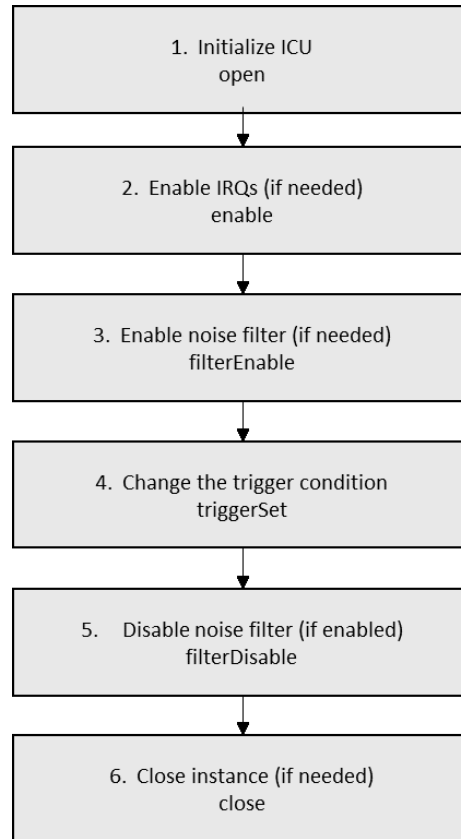 1. Initialize ICU
open
2. Enable IRQs (if needed)
enable
3. Enable noise filter (if needed)
filterEnable
4. Change the trigger condition
triggerSet
5. Disable noise filter (if enabled)
filterDisable
6. Close instance (if needed)
close